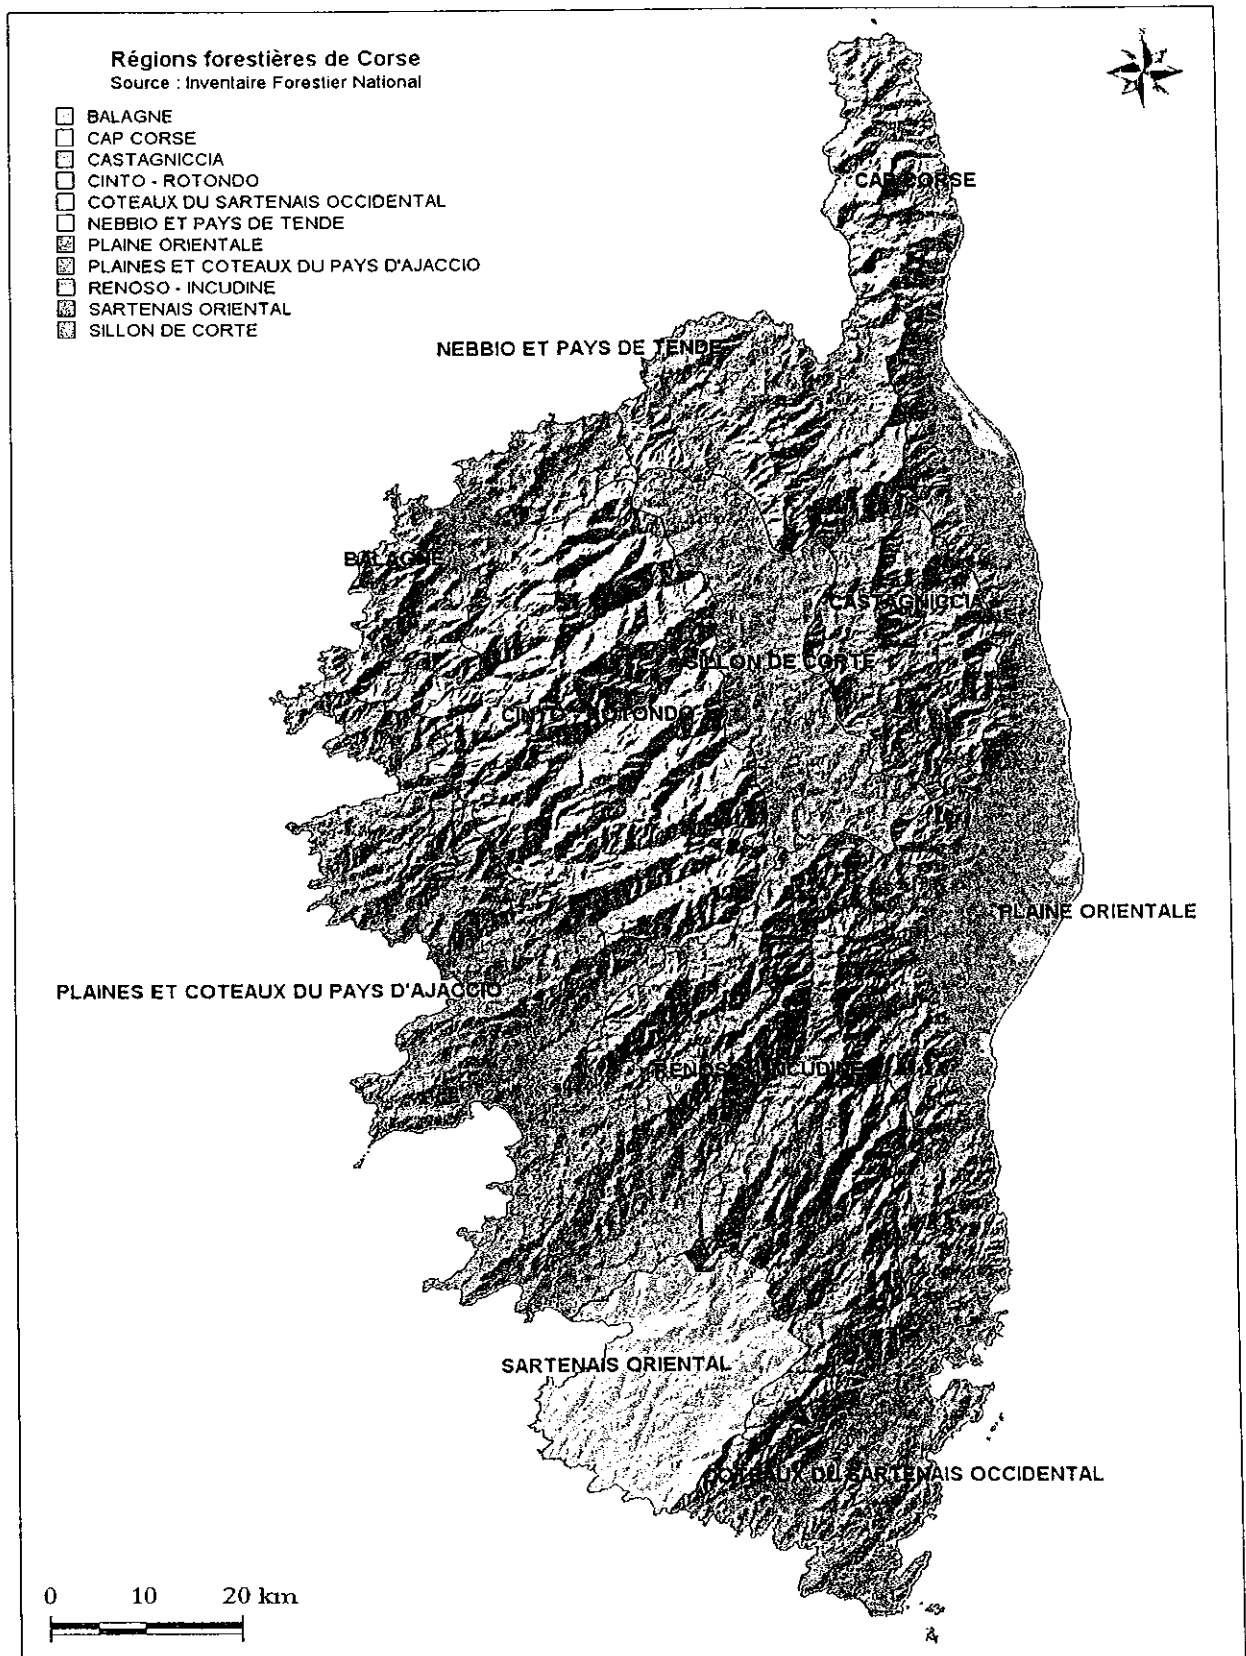 Régions forestières de Corse
Source : Inventaire Forestier National
BALAGNE
CAP CORSE
CASTAGNICCIA
CINTO - ROTONDO
COTEAUX DU SARTENAIS OCCIDENTAL
NEBBIO ET PAYS DE TENDE
PLAINE ORIENTALE
PLAINES ET COTEAUX DU PAYS D'AJACCIO
RENOSO - INCUDINE
SARTENAIS ORIENTAL
SILLON DE CORTE
N
CAP CORSE
NEBBIO ET PAYS DE TENDE
BALAGNE
CASTAGNICCIA
SILLON DE CORTE
CINTO - ROTONDO
PLAINE ORIENTALE
PLAINES ET COTEAUX DU PAYS D'AJACCIO
RENOSO - INCUDINE
SARTENAIS ORIENTAL
COTEAUX DU SARTENAIS OCCIDENTAL
0 10 20 km